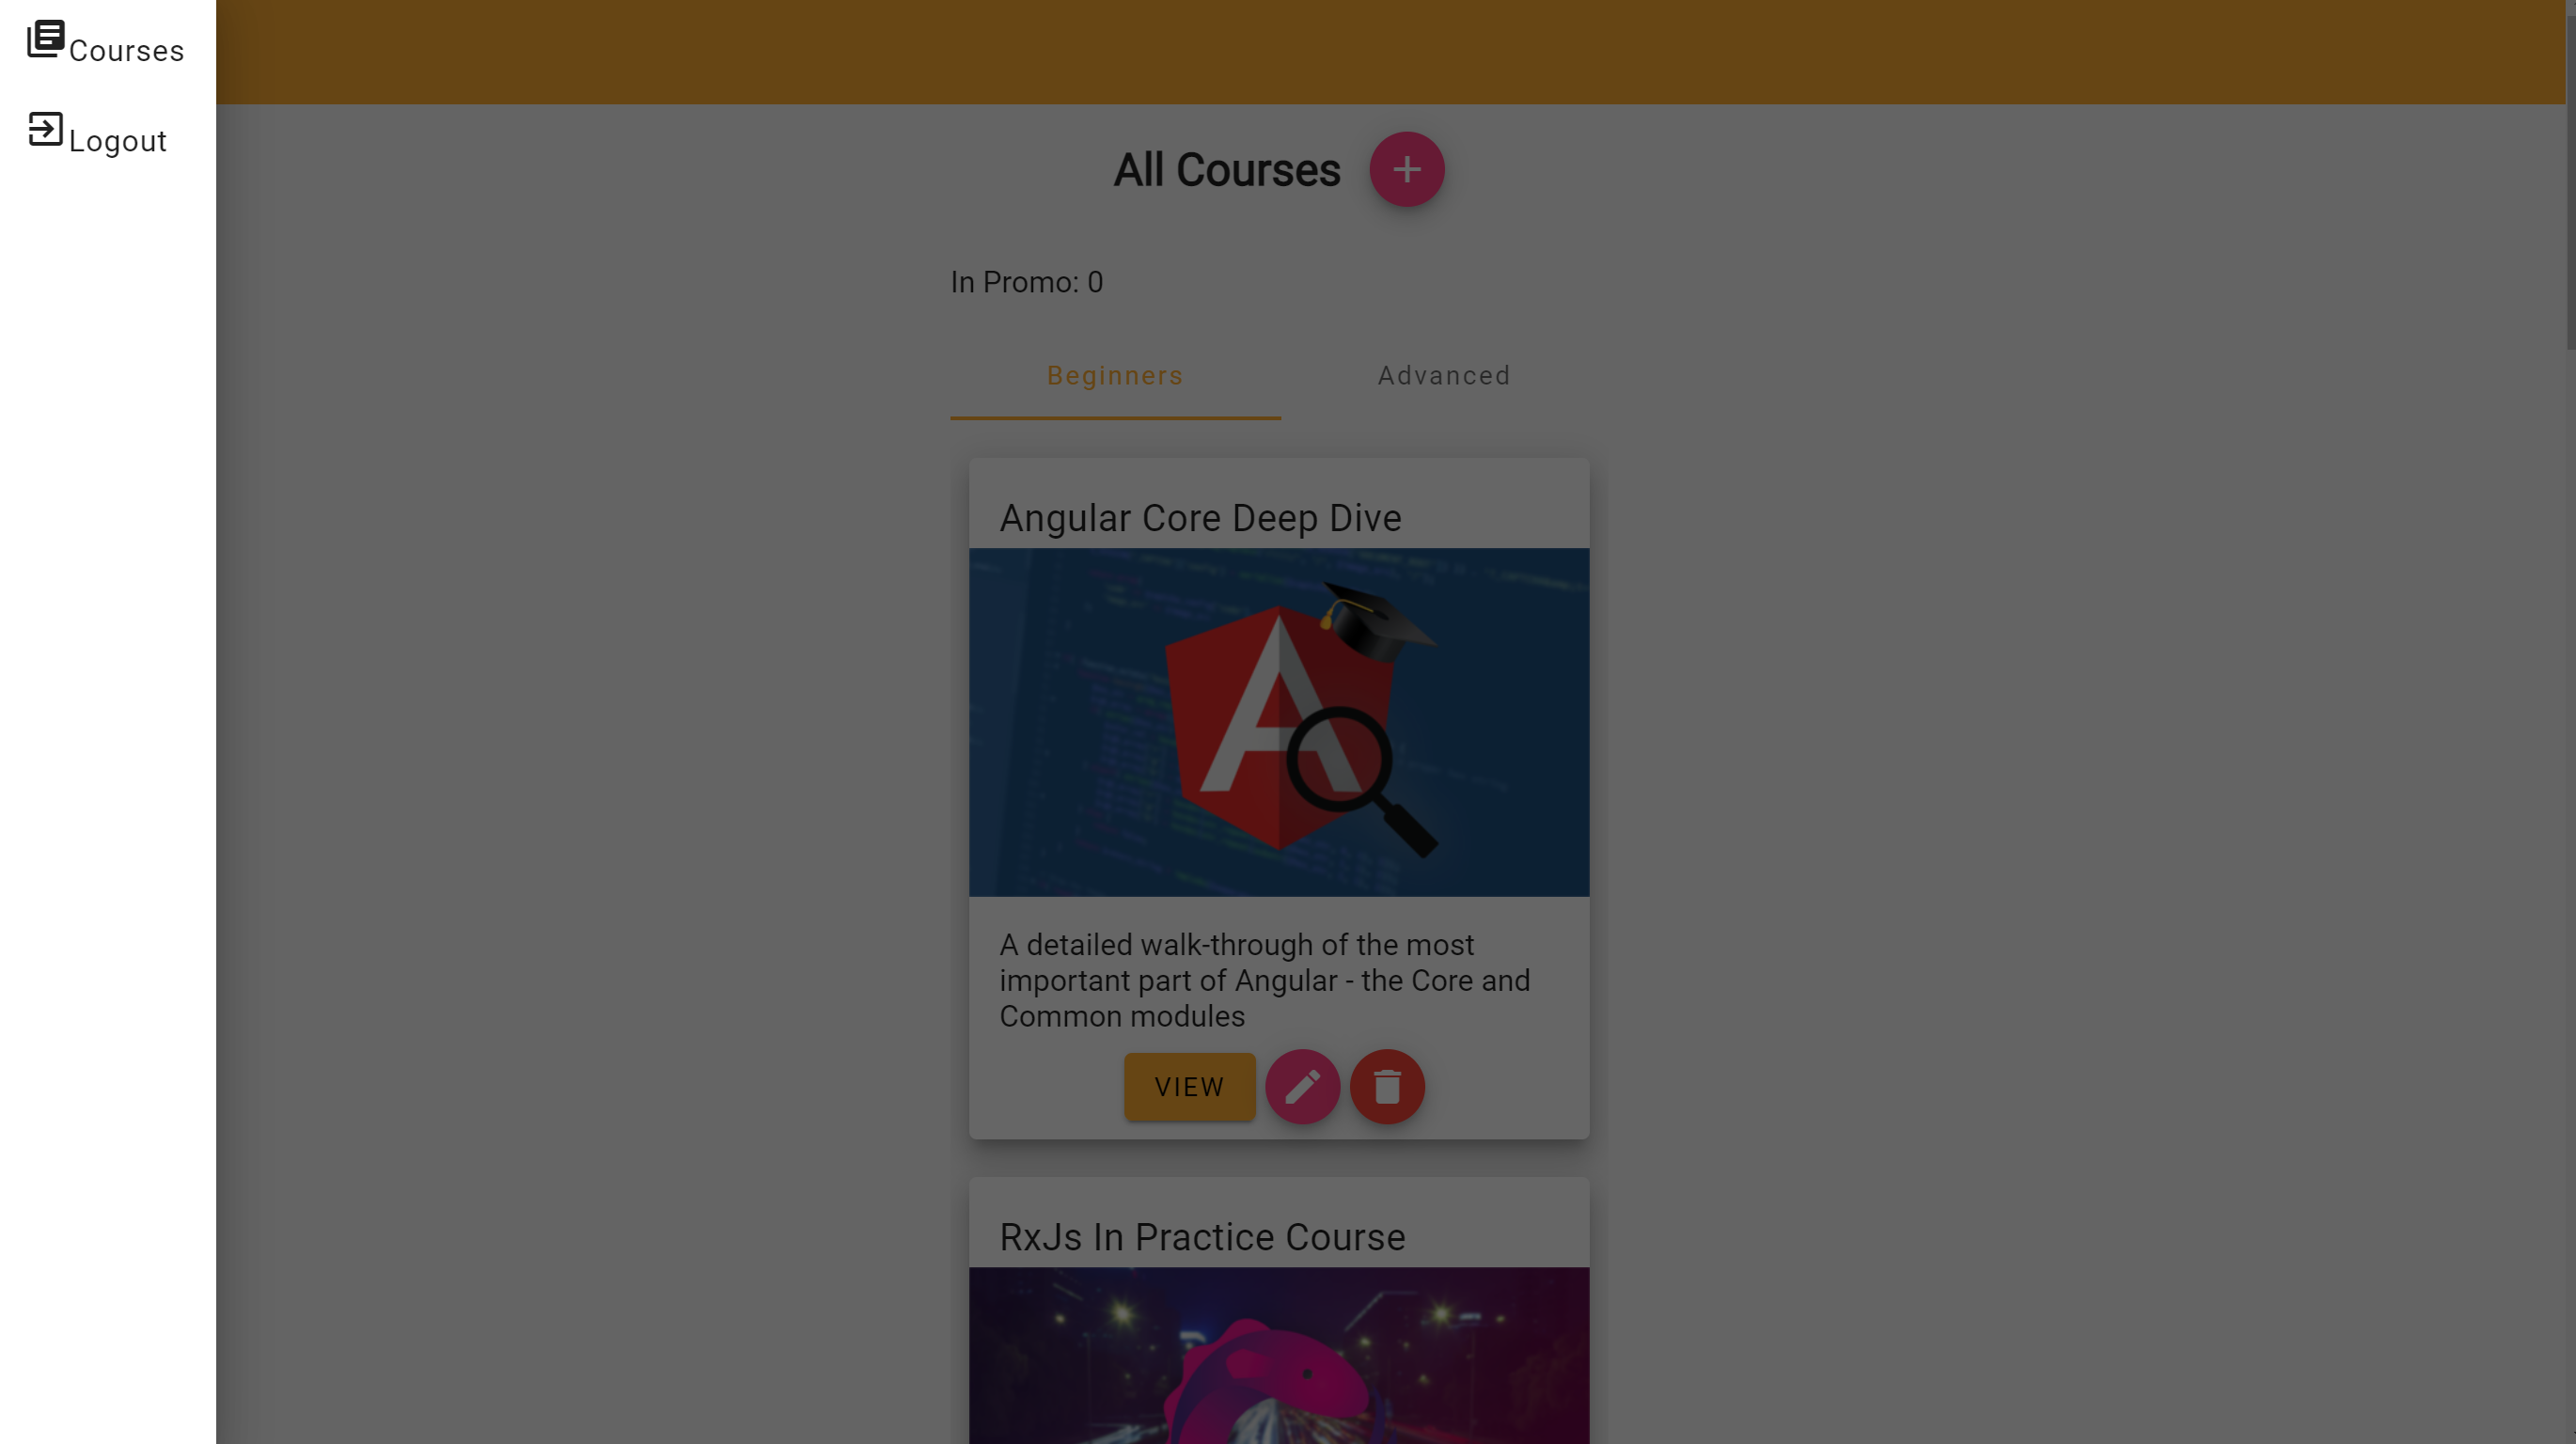 Courses
Logout
All Courses
In Promo: 0
Beginners
Advanced
Angular Core Deep Dive
A detailed walk-through of the most
important part of Angular - the Core and
Common modules
VIEW
RxJs In Practice Course